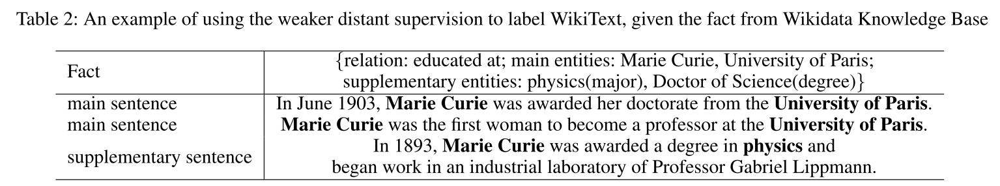 Table 2: An example of using the weaker distant supervision to label WikiText, given the fact from Wikidata Knowledge Base
Fact
{relation: educated at; main entities: Marie Curie, University of Paris;
supplementary entities: physics(major), Doctor of Science(degree)}
main sentence
In June 1903, Marie Curie was awarded her doctorate from the University of Paris.
main sentence
Marie Curie was the first woman to become a professor at the University of Paris.
supplementary sentence
In 1893, Marie Curie was awarded a degree in physics and
began work in an industrial laboratory of Professor Gabriel Lippmann.